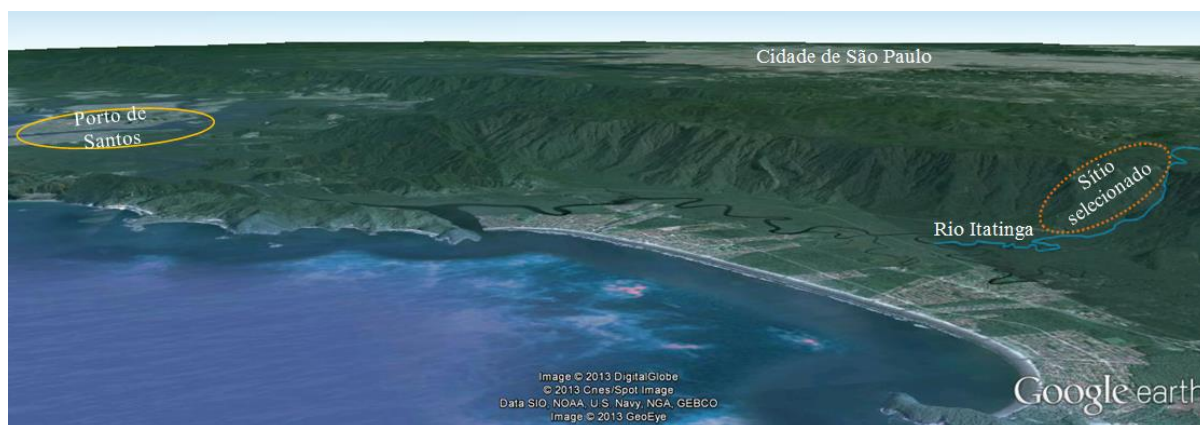 Cidade de São Paulo
Porto de
Santos
Sítio
selecionado
Rio Itatinga
Image © 2013 DigitalGlobe
© 2013 Cnes/Spot Image
Data SIO, NOAA, U.S. Navy, NGA, GEBCO
Image © 2013 GeoEye
Google earth